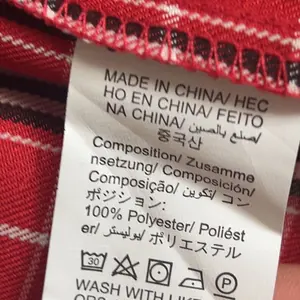 MADE IN CHINA/ HEC
HO EN CHINA/ FEITO
NA CHINA/ صنع بالصين/
중국산
Composition/ Zusamme
nsetzung/ Composición/
Composição/ تكوين/ コン
ポジション:
100% Polyester/ Poliést
er/ بوليستر/ ポリエステル
30
P
WASH WITH LIKE